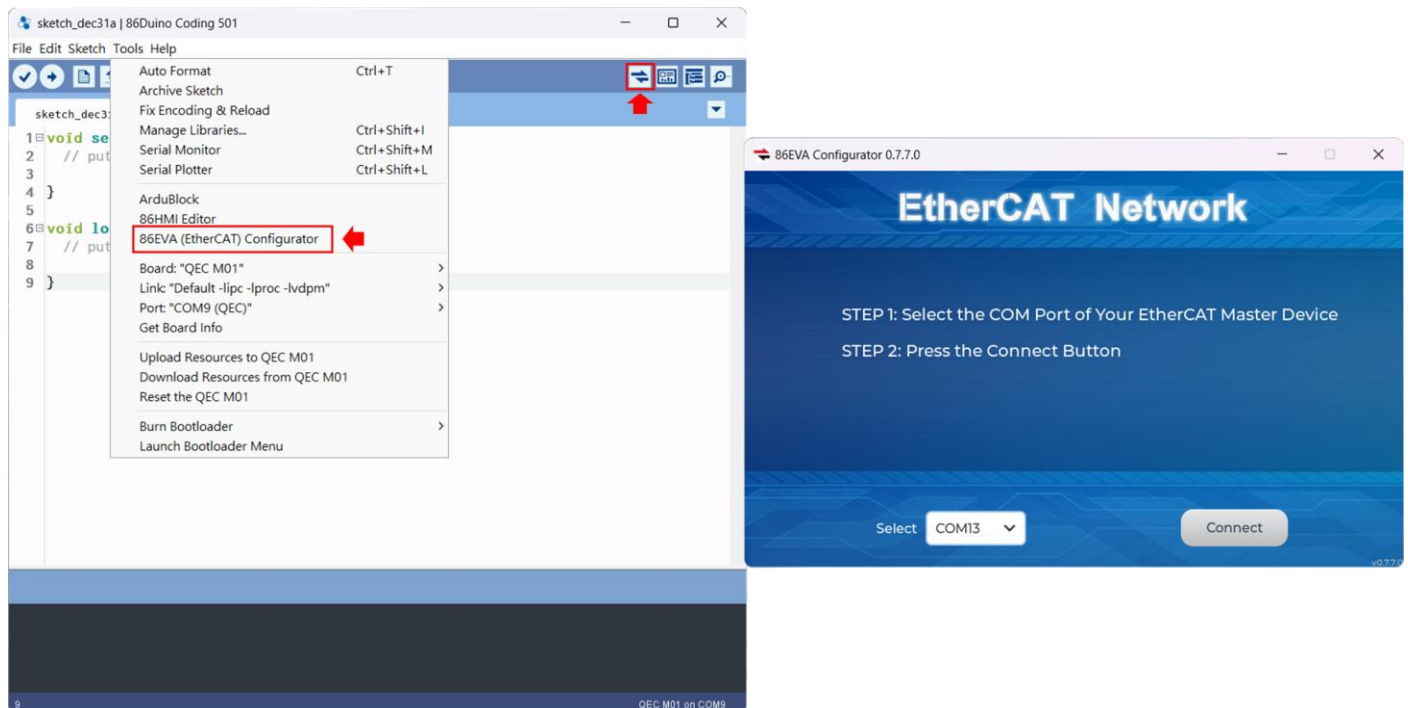 sketch_dec31a | 86Duino Coding 501
File Edit Sketch Tools Help
sketch_dec3
1 void se
2 // put
3
4 }
5
6 void lo
7 // put
8
9 }
Auto Format Ctrl+T
Archive Sketch
Fix Encoding & Reload
Manage Libraries... Ctrl+Shift+I
Serial Monitor Ctrl+Shift+M
Serial Plotter Ctrl+Shift+L
ArduBlock
86HMI Editor
86EVA (EtherCAT) Configurator
Board: "QEC M01"
Link: "Default -lipc -lproc -lvdpm"
Port: "COM9 (QEC)"
Get Board Info
Upload Resources to QEC M01
Download Resources from QEC M01
Reset the QEC M01
Burn Bootloader
Launch Bootloader Menu
9 QEC M01 on COM9
86EVA Configurator 0.7.7.0
EtherCAT Network
STEP 1: Select the COM Port of Your EtherCAT Master Device
STEP 2: Press the Connect Button
Select COM13 Connect
v0.7.7.0